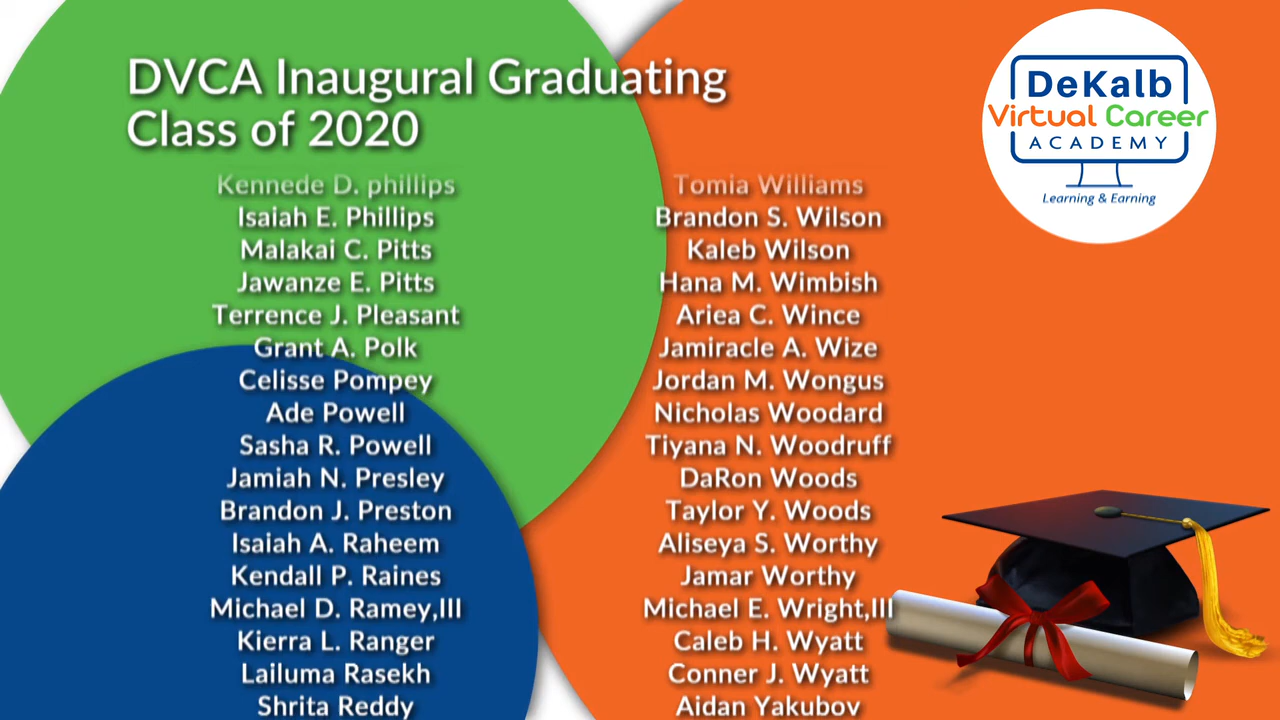 DVCA Inaugural Graduating
Class of 2020
Kennede D. phillips
Isaiah E. Phillips
Malakai C. Pitts
Jawanze E. Pitts
Terrence J. Pleasant
Grant A. Polk
Celisse Pompey
Ade Powell
Sasha R. Powell
Jamiah N. Presley
Brandon J. Preston
Isaiah A. Raheem
Kendall P. Raines
Michael D. Ramey,III
Kierra L. Ranger
Lailuma Rasekh
Shrita Reddy
Tomia Williams
Brandon S. Wilson
Kaleb Wilson
Hana M. Wimbish
Ariea C. Wince
Jamiracle A. Wize
Jordan M. Wongus
Nicholas Woodard
Tiyana N. Woodruff
DaRon Woods
Taylor Y. Woods
Aliseya S. Worthy
Jamar Worthy
Michael E. Wright,III
Caleb H. Wyatt
Conner J. Wyatt
Aidan Yakubov
DeKalb
Virtual Career
ACADEMY
Learning & Earning